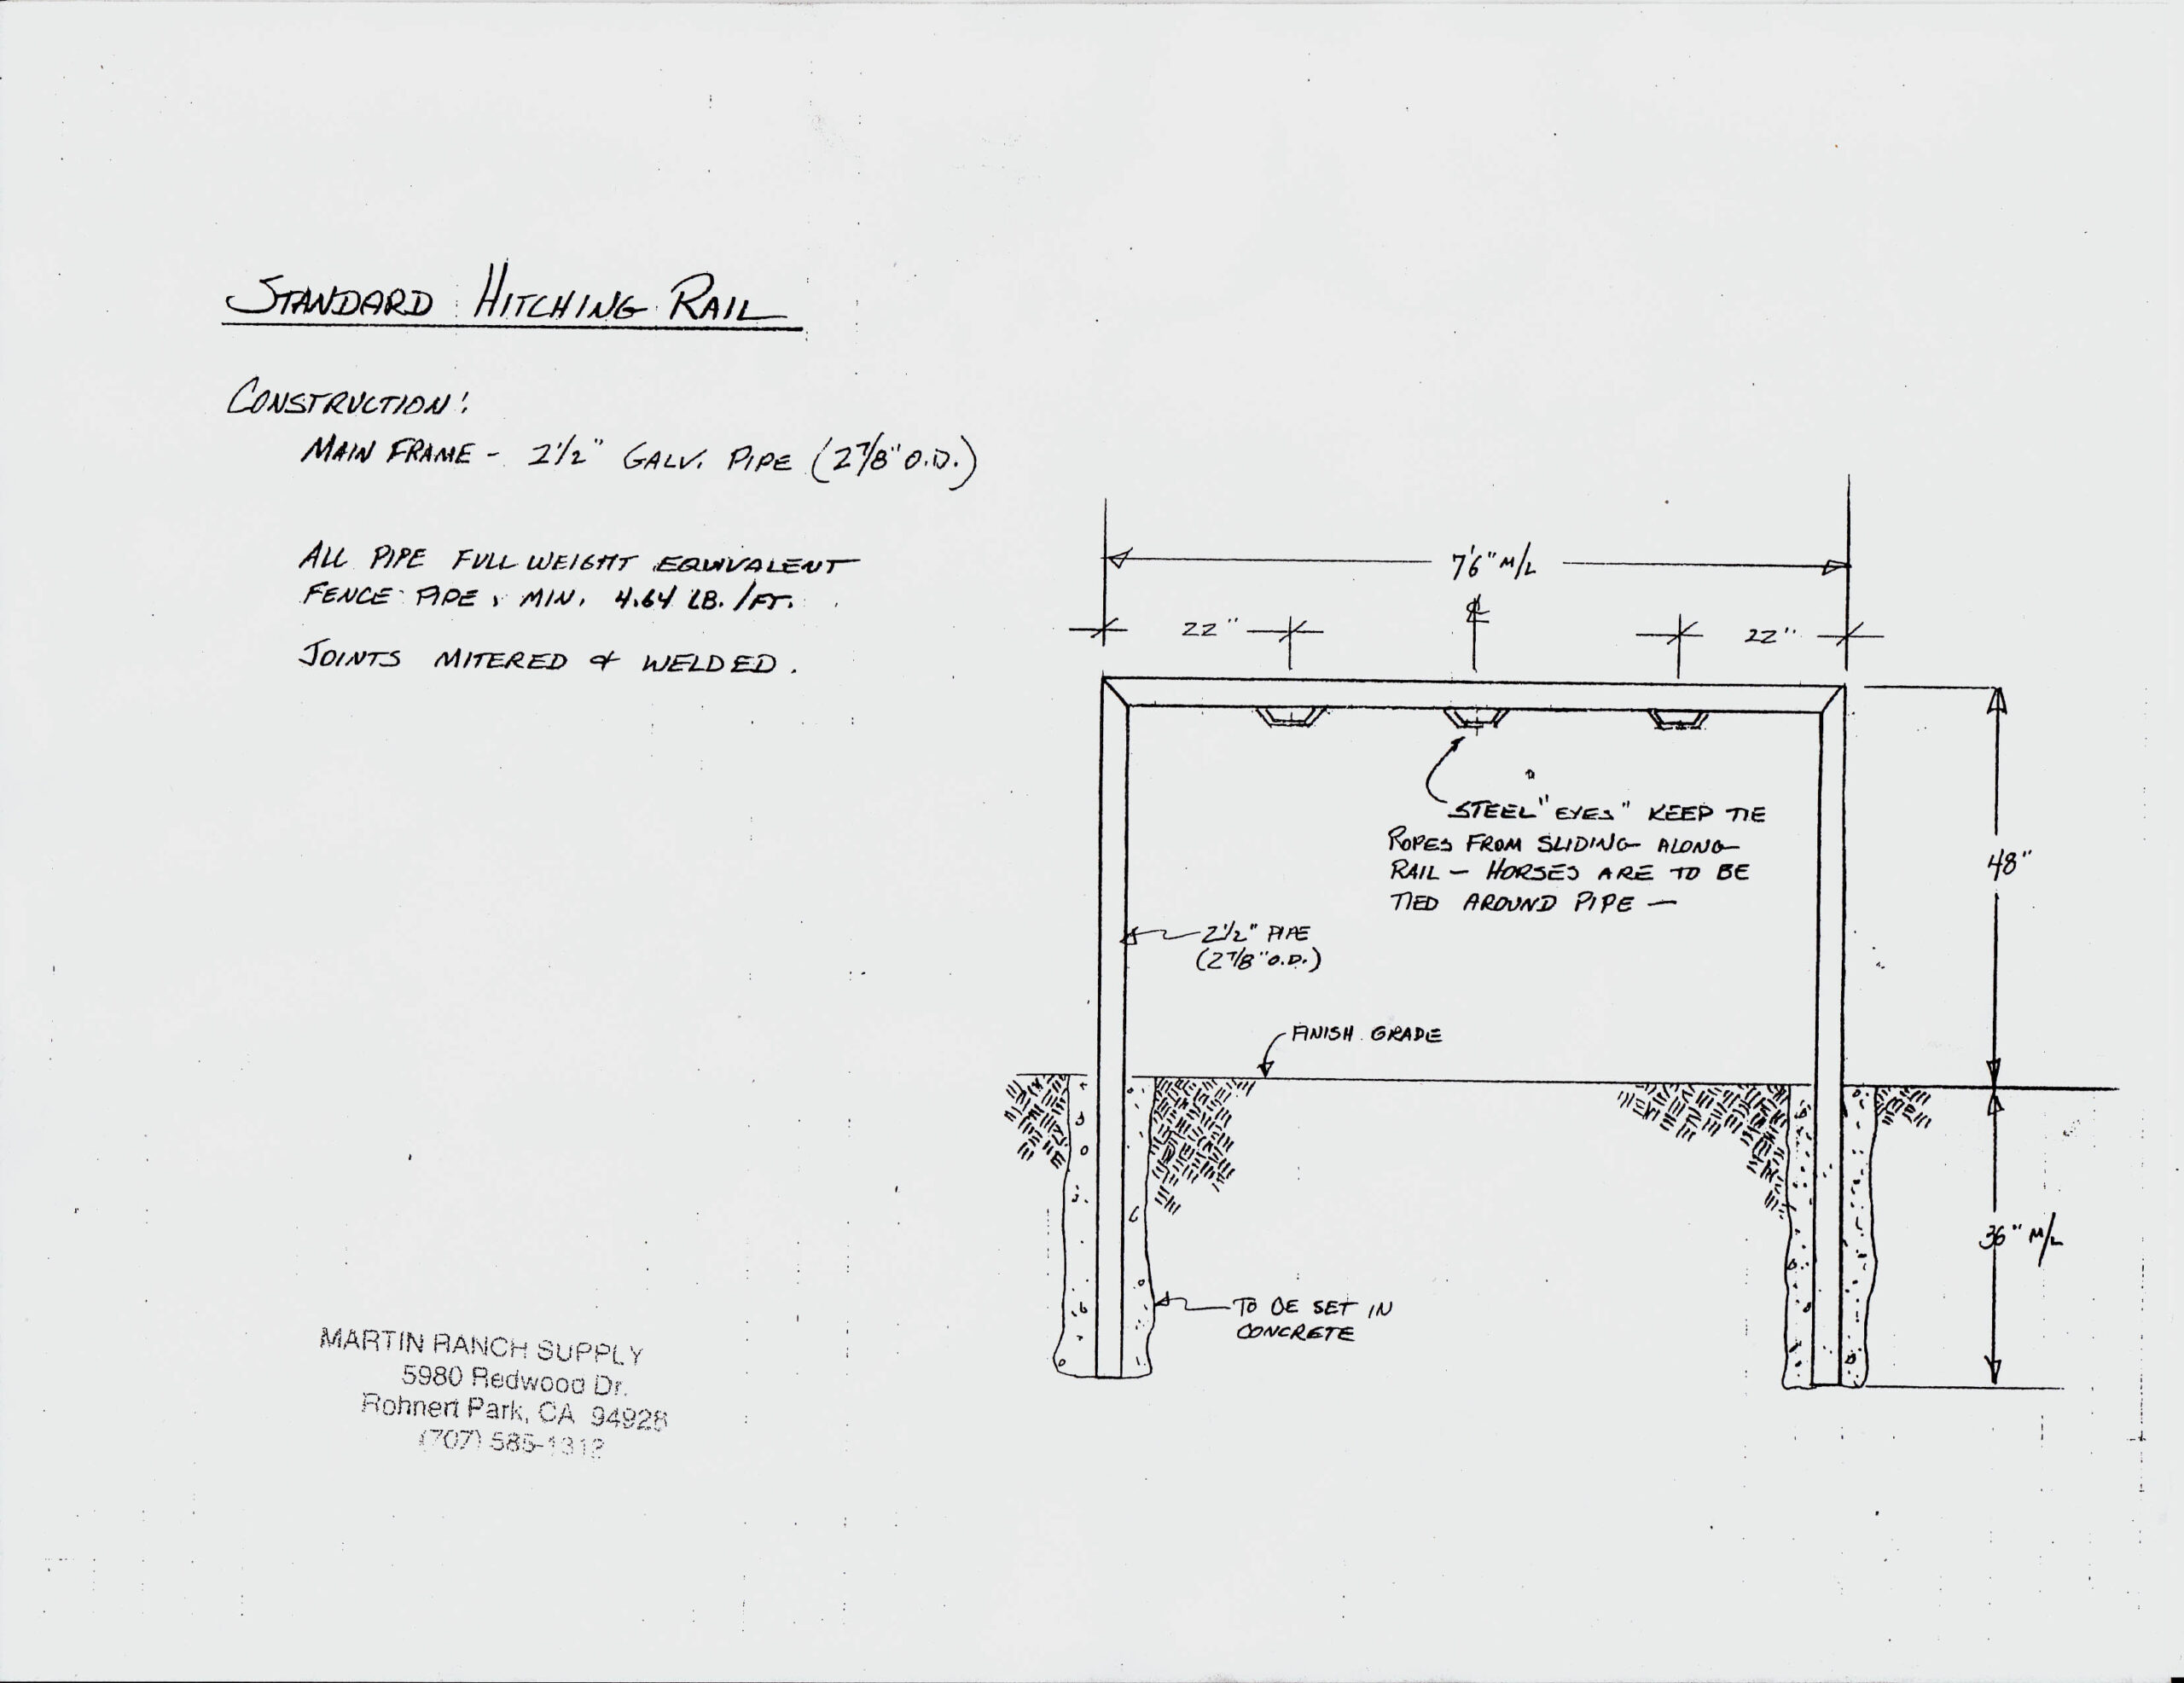 STANDARD HITCHING RAIL
CONSTRUCTION:
MAIN FRAME - 2 1/2" GALV. PIPE (2 7/8" O.D.)
ALL PIPE FULL WEIGHT EQUIVALENT
FENCE PIPE, MIN. 4.64 LB./FT.
JOINTS MITERED & WELDED.
7'6" M/L
22"
℄
22"
STEEL "EYES" KEEP TIE
ROPES FROM SLIDING ALONG
RAIL — HORSES ARE TO BE
TIED AROUND PIPE —
48"
2 1/2" PIPE
(2 7/8" O.D.)
FINISH GRADE
36" M/L
TO BE SET IN
CONCRETE
MARTIN RANCH SUPPLY
5980 Redwood Dr.
Rohnert Park, CA 94928
(707) 585-1313